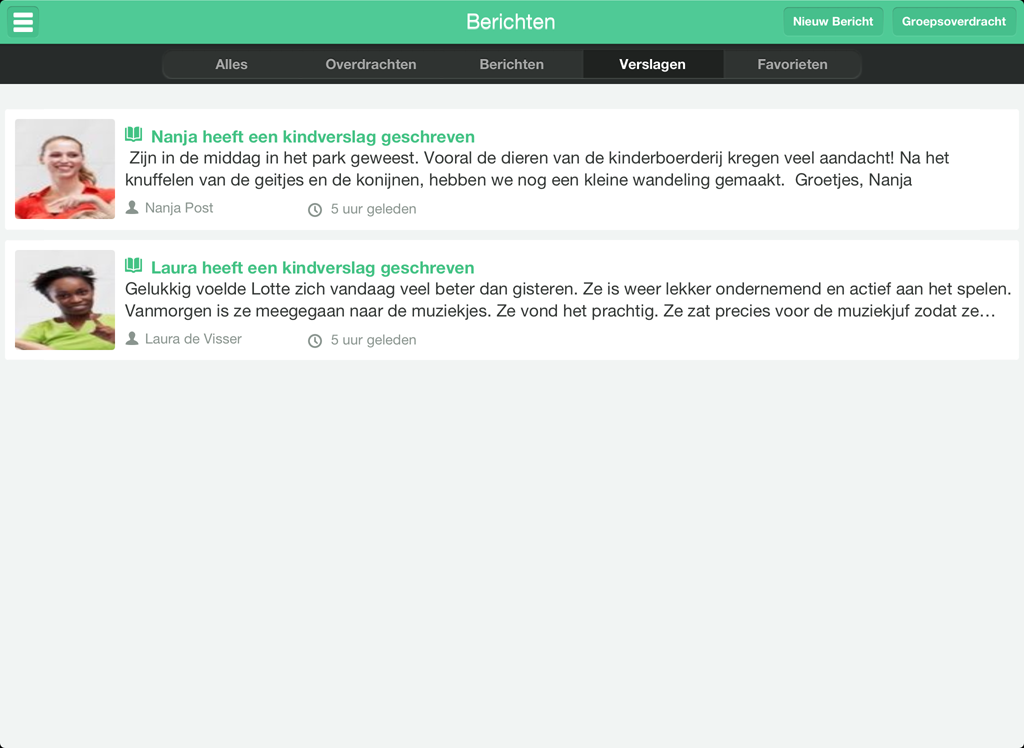 Berichten
Nieuw Bericht
Groepsoverdracht
Alles
Overdrachten
Berichten
Verslagen
Favorieten
Nanja heeft een kindverslag geschreven
Zijn in de middag in het park geweest. Vooral de dieren van de kinderboerderij kregen veel aandacht! Na het
knuffelen van de geitjes en de konijnen, hebben we nog een kleine wandeling gemaakt.  Groetjes, Nanja
Nanja Post
5 uur geleden
Laura heeft een kindverslag geschreven
Gelukkig voelde Lotte zich vandaag veel beter dan gisteren. Ze is weer lekker ondernemend en actief aan het spelen.
Vanmorgen is ze meegegaan naar de muziekjes. Ze vond het prachtig. Ze zat precies voor de muziekjuf zodat ze…
Laura de Visser
5 uur geleden